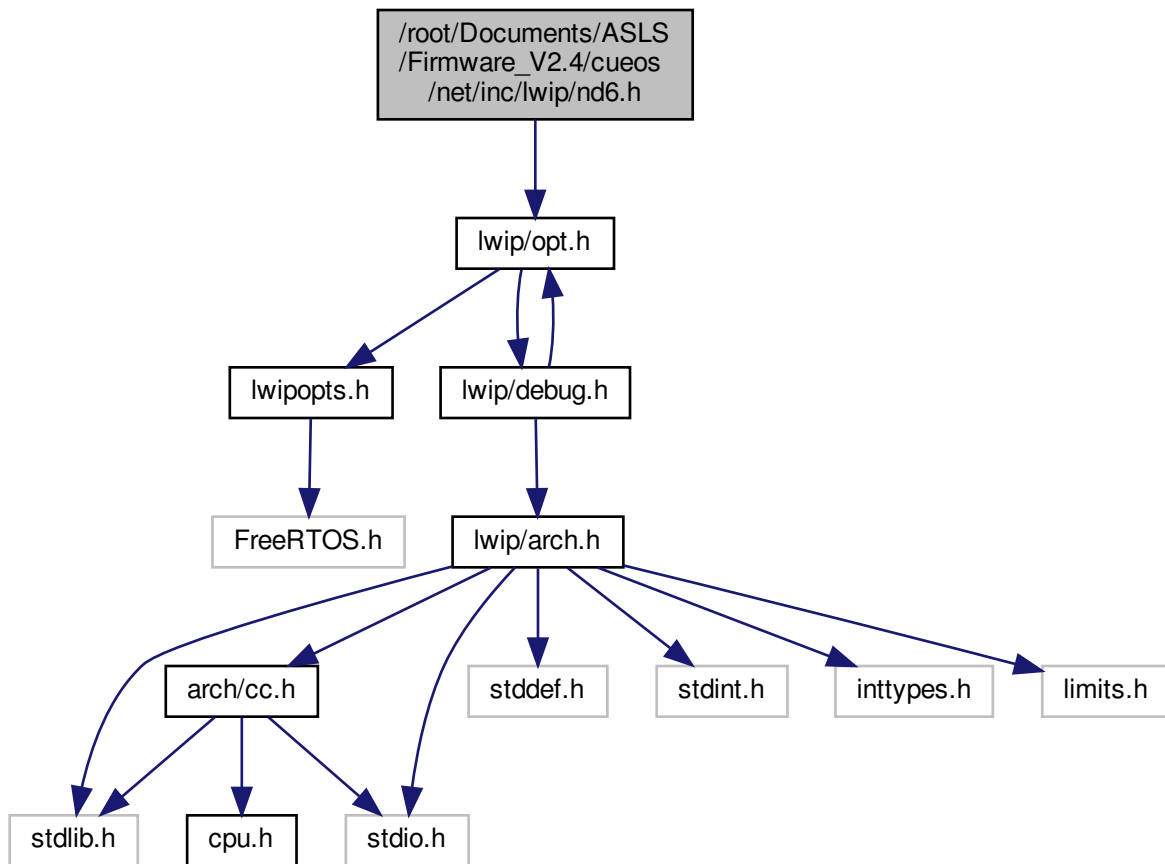 /root/Documents/ASLS
/Firmware_V2.4/cueos
/net/inc/lwip/nd6.h
lwip/opt.h
lwipopts.h
lwip/debug.h
FreeRTOS.h
lwip/arch.h
arch/cc.h
stddef.h
stdint.h
inttypes.h
limits.h
stdlib.h
cpu.h
stdio.h